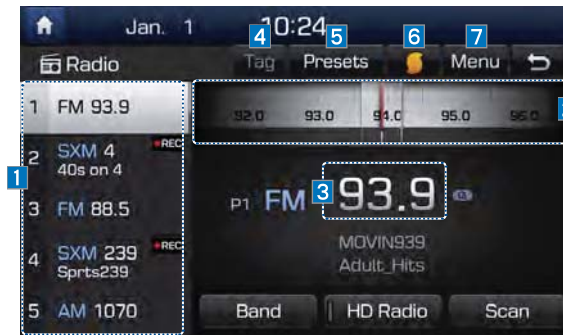 Jan. 1 10:24
4 5 6 7
Radio Tag Presets Menu
1 FM 93.9
92.0 93.0 94.0 95.0 96.0
2 SXM 4 REC
40s on 4
1
3 FM 88.5
P1 FM 3 93.9
4 SXM 239 REC
Sprts239
MOVIN939
Adult_Hits
5 AM 1070
Band HD Radio Scan